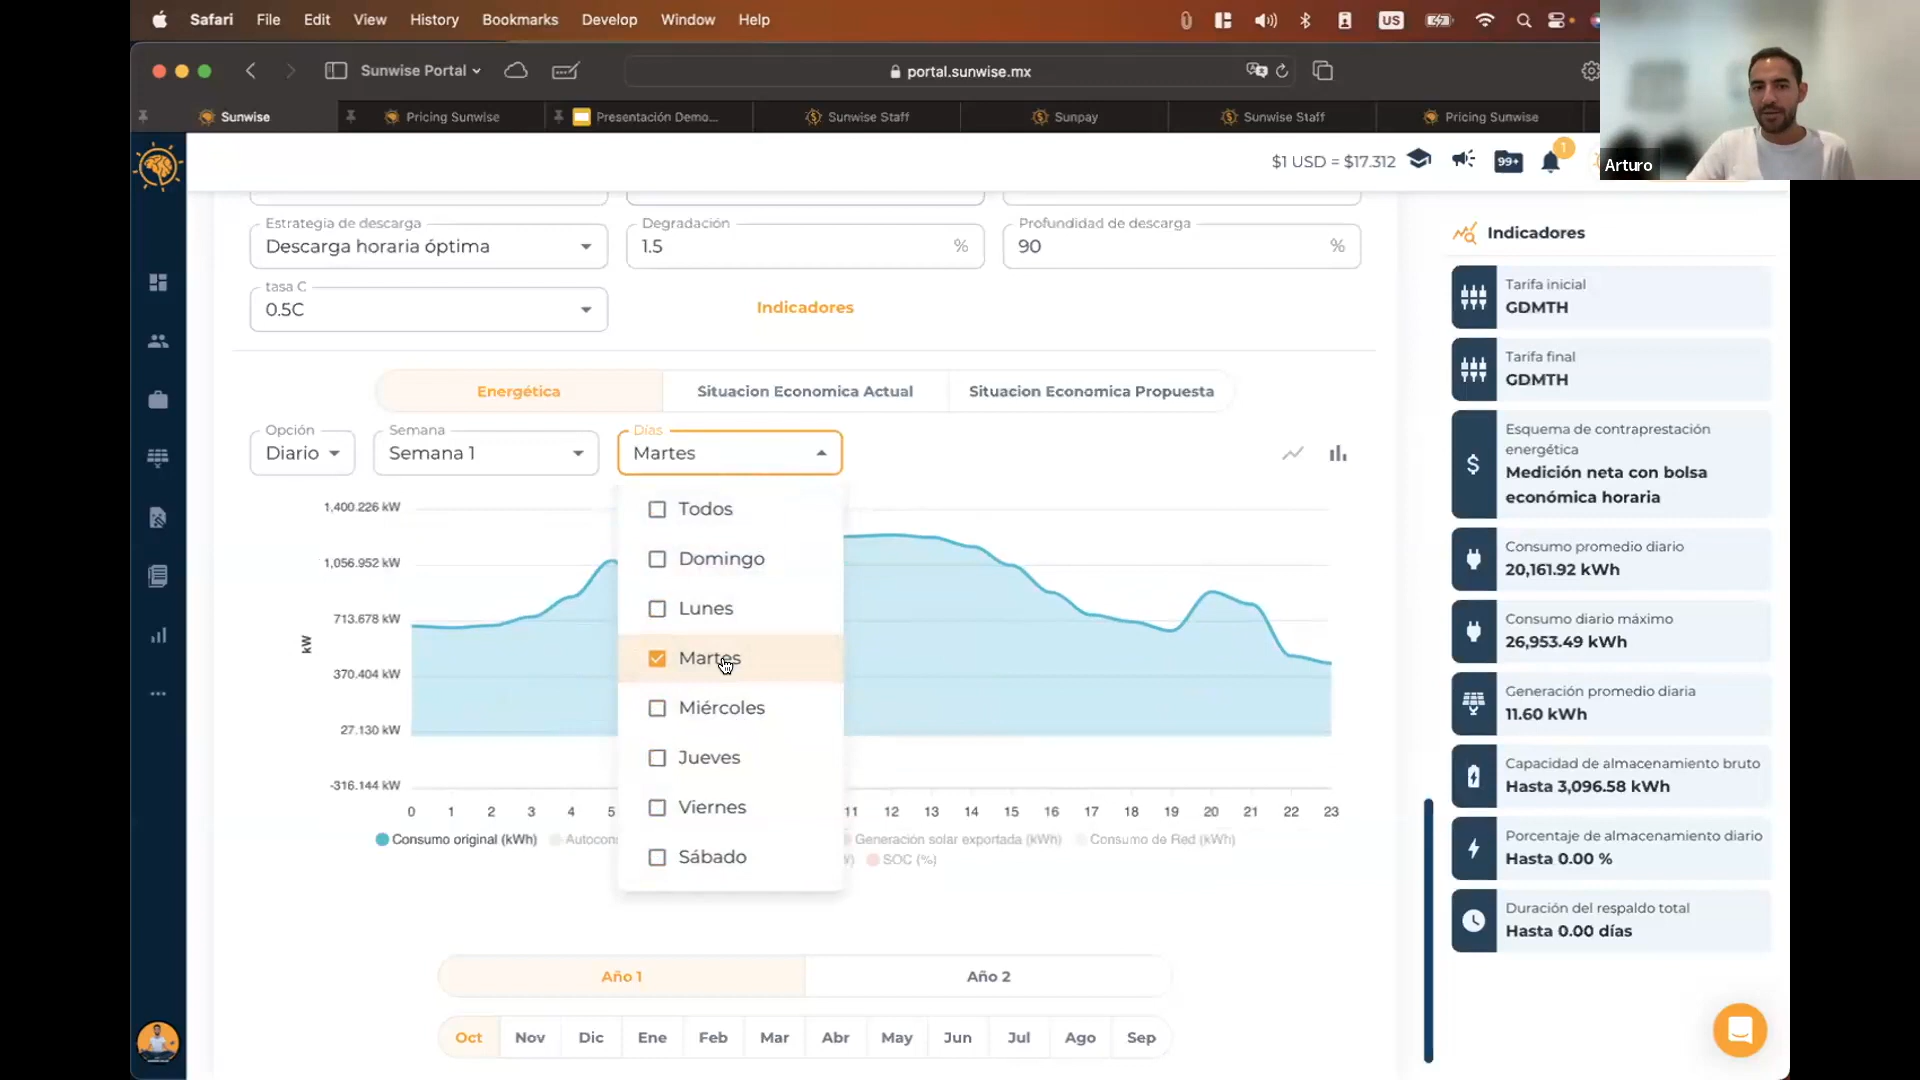 Safari File Edit View History Bookmarks Develop Window Help
US
Sunwise Portal
portal.sunwise.mx
Sunwise
Pricing Sunwise
Presentación Demo...
Sunwise Staff
Sunpay
Sunwise Staff
Pricing Sunwise
Arturo
$1 USD = $17.312
99+
1
Estrategia de descarga
Descarga horaria óptima
Degradación
1.5 %
Profundidad de descarga
90 %
tasa C
0.5C
Indicadores
Energética
Situacion Economica Actual
Situacion Economica Propuesta
Opción
Diario
Semana
Semana 1
Días
Martes
Todos
Domingo
Lunes
Martes
Miércoles
Jueves
Viernes
Sábado
1,400.226 kW
1,056.952 kW
713.678 kW
370.404 kW
27.130 kW
-316.144 kW
kW
0 1 2 3 4 5 11 12 13 14 15 16 17 18 19 20 21 22 23
Consumo original (kWh)
Autocon
Generación solar exportada (kWh)
Consumo de Red (kWh)
SOC (%)
Año 1
Año 2
Oct Nov Dic Ene Feb Mar Abr May Jun Jul Ago Sep
Indicadores
Tarifa inicial
GDMTH
Tarifa final
GDMTH
Esquema de contraprestación
energética
Medición neta con bolsa
económica horaria
Consumo promedio diario
20,161.92 kWh
Consumo diario máximo
26,953.49 kWh
Generación promedio diaria
11.60 kWh
Capacidad de almacenamiento bruto
Hasta 3,096.58 kWh
Porcentaje de almacenamiento diario
Hasta 0.00 %
Duración del respaldo total
Hasta 0.00 días